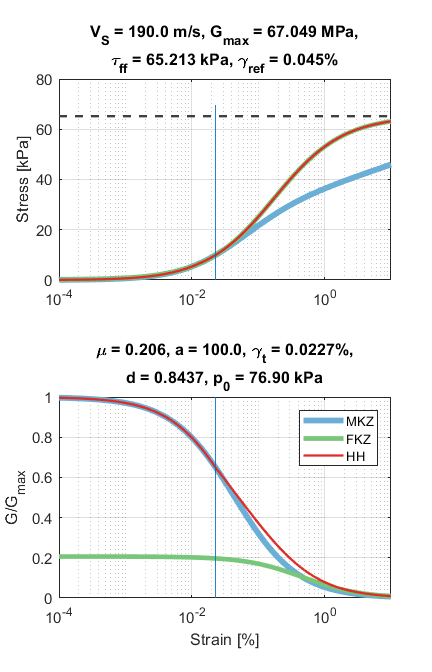 V_S = 190.0 m/s, G_max = 67.049 MPa,
τ_ff = 65.213 kPa, γ_ref = 0.045%
80
60
40
20
0
Stress [kPa]
10^-4
10^-2
10^0
μ = 0.206, a = 100.0, γ_t = 0.0227%,
d = 0.8437, p_0 = 76.90 kPa
1
0.8
0.6
0.4
0.2
0
G/G_max
MKZ
FKZ
HH
10^-4
10^-2
10^0
Strain [%]